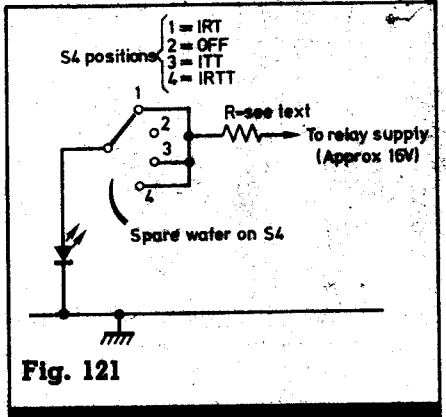 S4 positions
1 = IRT
2 = OFF
3 = ITT
4 = IRTT
1
2
3
4
R-see text
To relay supply
(Approx 16V)
Spare wafer on S4
Fig. 121